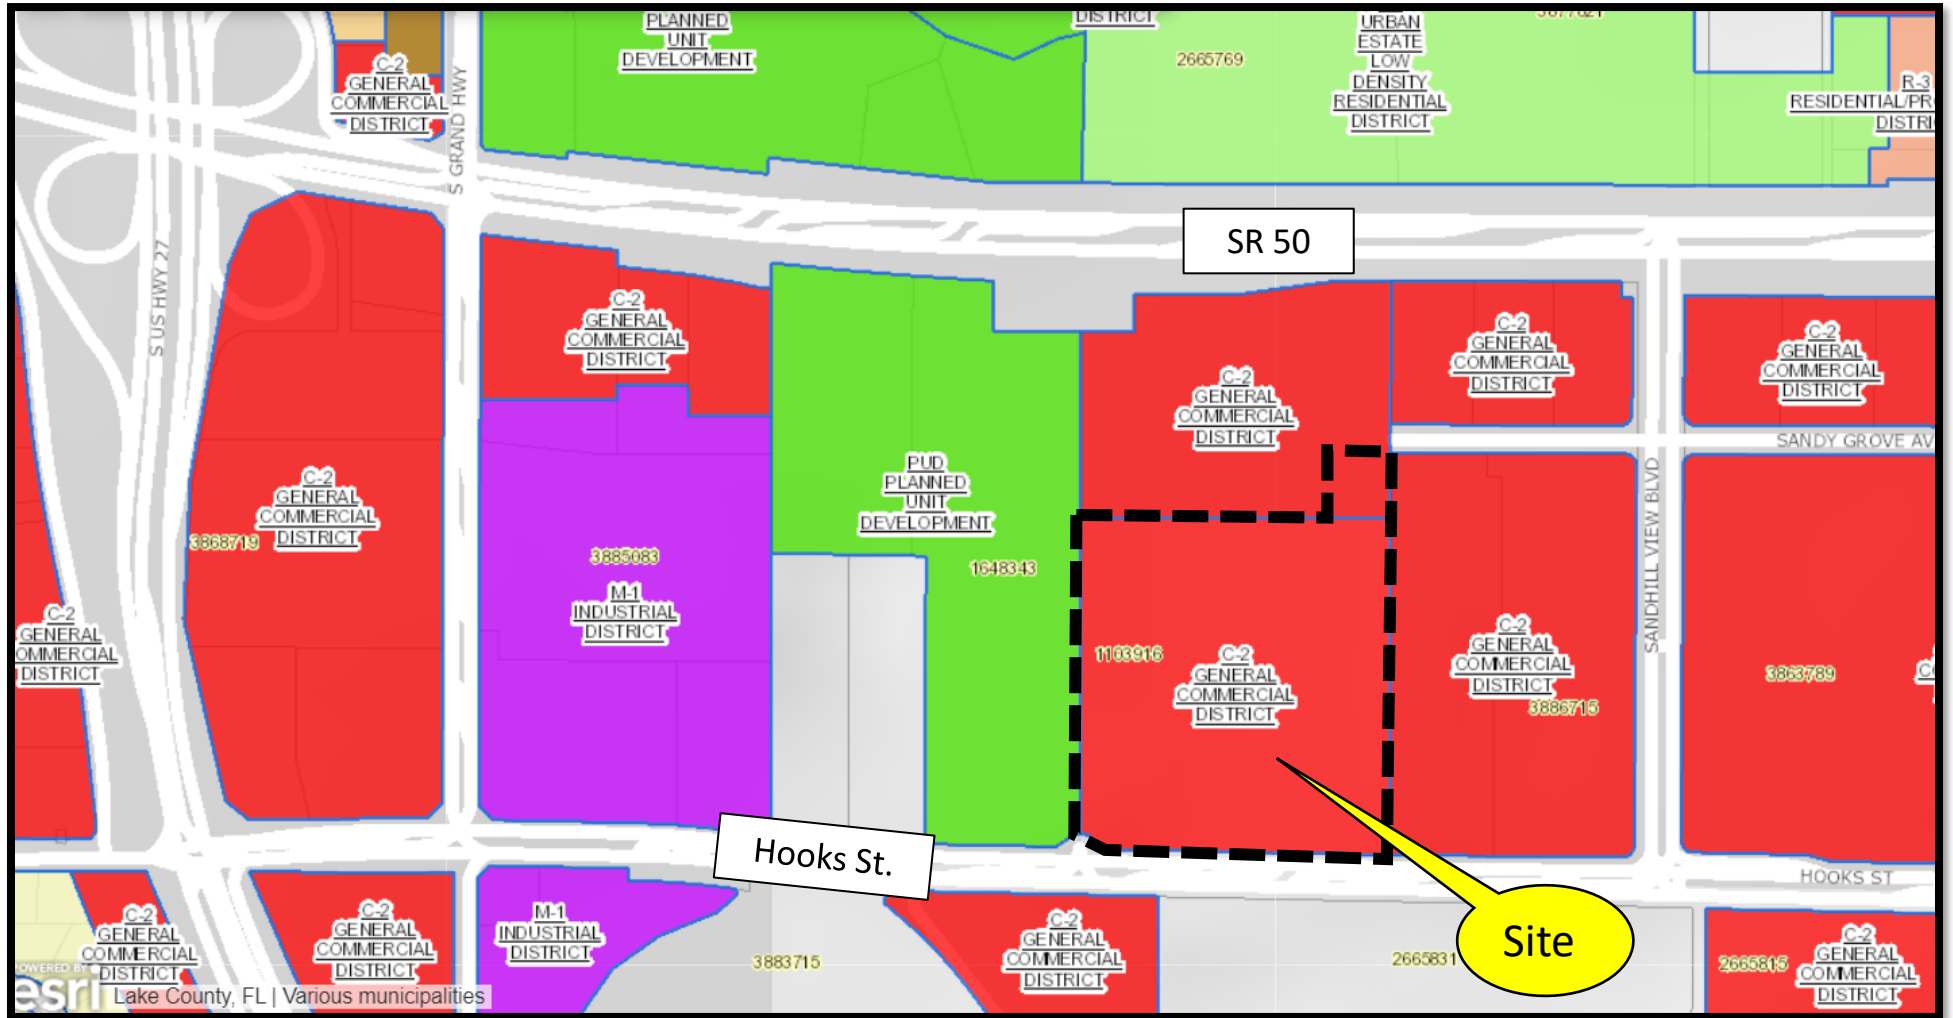 PLANNED
UNIT
DEVELOPMENT
DISTRICT
2665769
URBAN
ESTATE
LOW
DENSITY
RESIDENTIAL
DISTRICT
R-3
RESIDENTIAL/PR
DISTRI
C-2
GENERAL
COMMERCIAL
DISTRICT
S GRAND HWY
S US HWY 27
SR 50
C-2
GENERAL
COMMERCIAL
DISTRICT
C-2
GENERAL
COMMERCIAL
DISTRICT
C-2
GENERAL
COMMERCIAL
DISTRICT
C-2
GENERAL
COMMERCIAL
DISTRICT
SANDY GROVE AV
C-2
GENERAL
COMMERCIAL
DISTRICT
3868719
PUD
PLANNED
UNIT
DEVELOPMENT
3885083
M-1
INDUSTRIAL
DISTRICT
1648343
SANDHILL VIEW BLVD
C-2
GENERAL
OMMERCIAL
DISTRICT
1103916
C-2
GENERAL
COMMERCIAL
DISTRICT
C-2
GENERAL
COMMERCIAL
DISTRICT
3886715
3863789
Hooks St.
HOOKS ST
C-2
GENERAL
COMMERCIAL
DISTRICT
C-2
GENERAL
COMMERCIAL
DISTRICT
M-1
INDUSTRIAL
DISTRICT
3883715
C-2
GENERAL
COMMERCIAL
DISTRICT
2665831
Site
2665815
C-2
GENERAL
COMMERCIAL
DISTRICT
POWERED BY
esri
Lake County, FL | Various municipalities